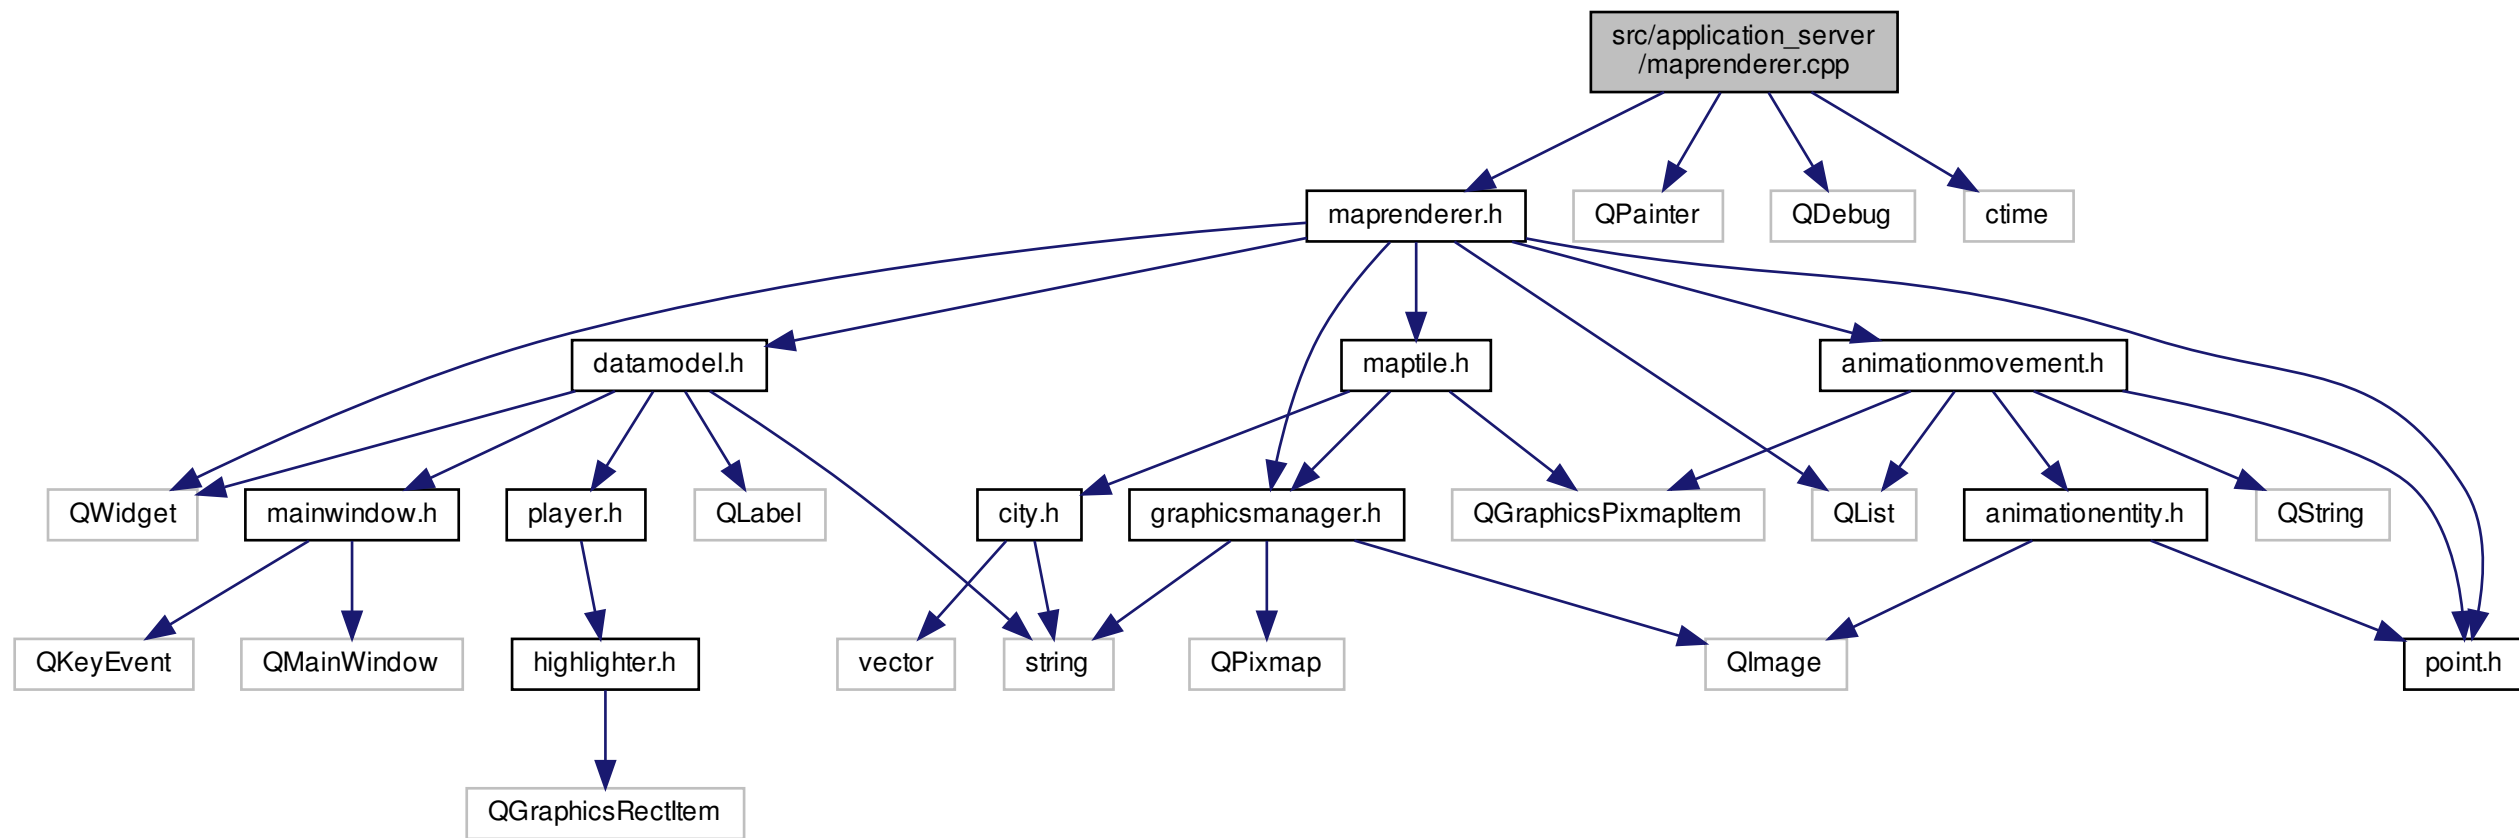 src/application_server
/maprenderer.cpp
maprenderer.h
QPainter
QDebug
ctime
datamodel.h
maptile.h
animationmovement.h
QWidget
mainwindow.h
player.h
QLabel
city.h
graphicsmanager.h
QGraphicsPixmapItem
QList
animationentity.h
QString
QKeyEvent
QMainWindow
highlighter.h
vector
string
QPixmap
QImage
point.h
QGraphicsRectItem